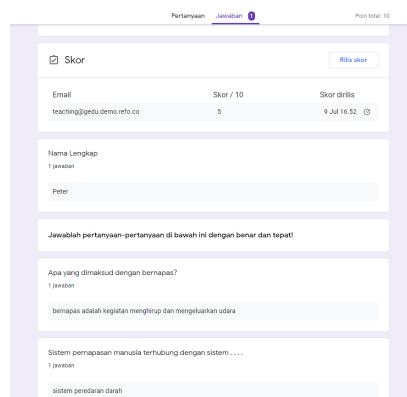 Pertanyaan Jawaban 1 Poin total: 10
Skor Rilis skor
Email Skor / 10 Skor dirilis
teaching@gedu.demo.refo.co 5 9 Jul 16.52
Nama Lengkap
1 jawaban
Peter
Jawablah pertanyaan-pertanyaan di bawah ini dengan benar dan tepat!
Apa yang dimaksud dengan bernapas?
1 jawaban
bernapas adalah kegiatan menghirup dan mengeluarkan udara
Sistem pernapasan manusia terhubung dengan sistem . . . .
1 jawaban
sistem peredaran darah